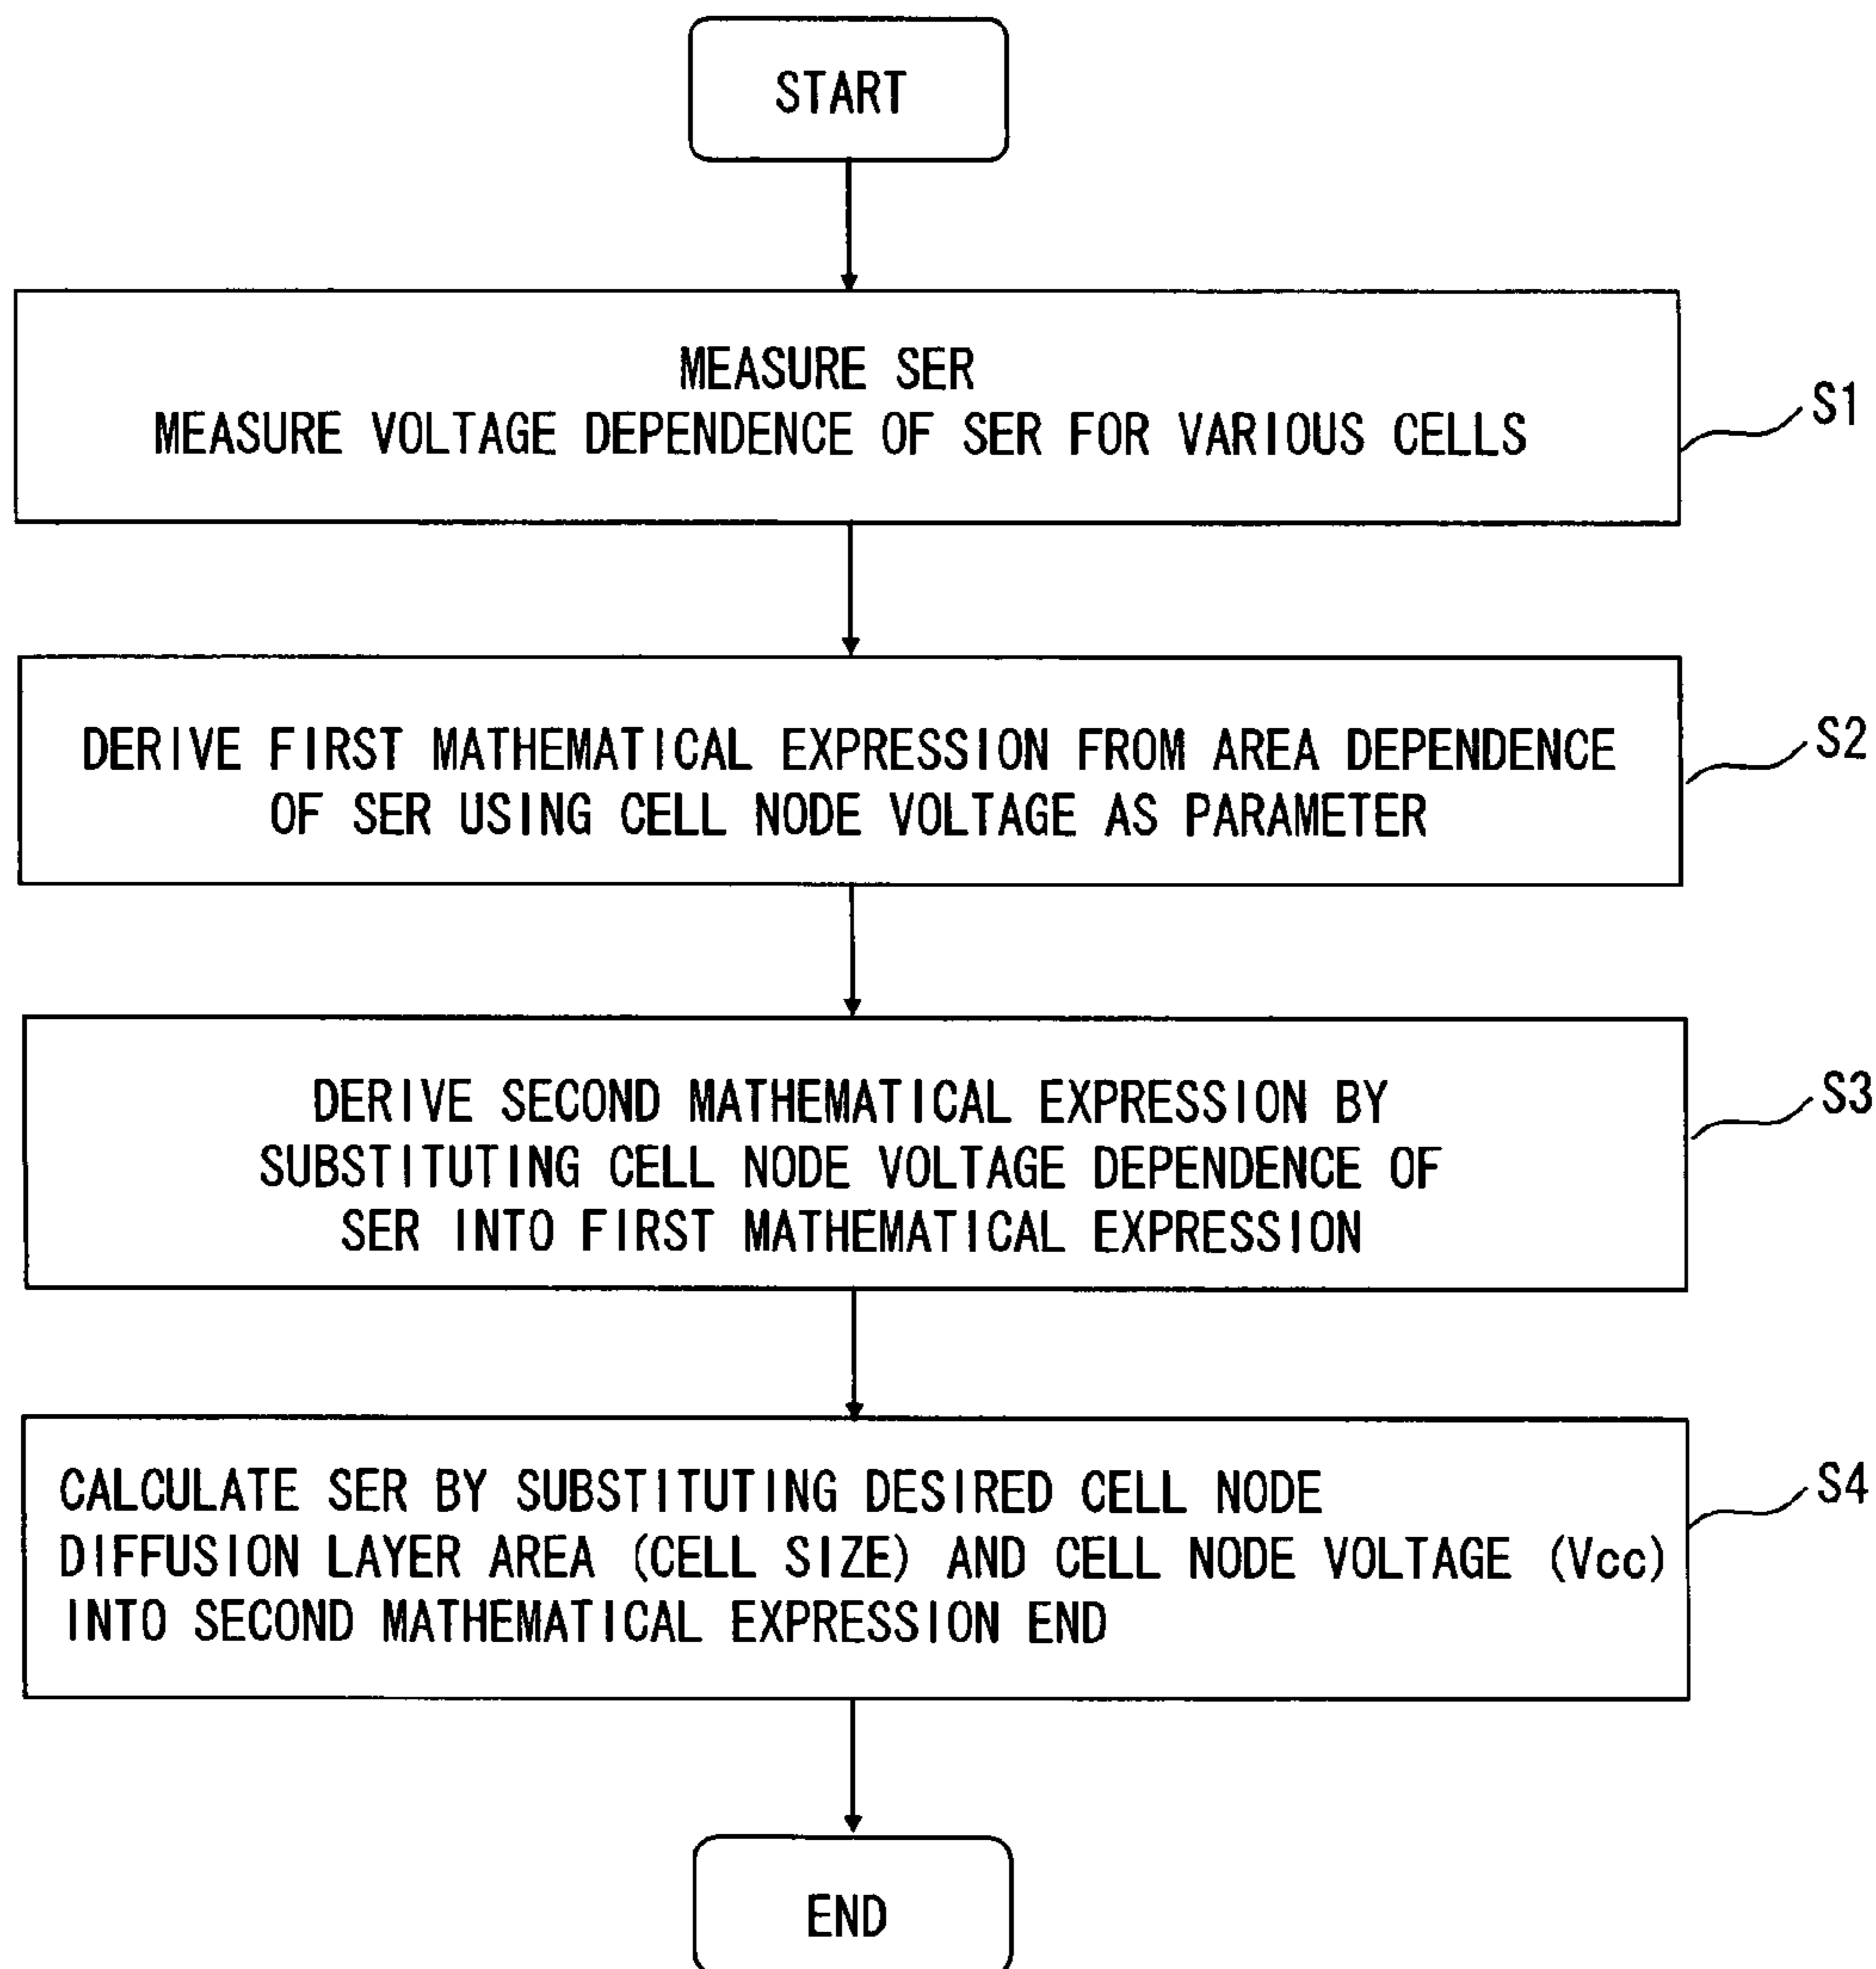 START
MEASURE SER
MEASURE VOLTAGE DEPENDENCE OF SER FOR VARIOUS CELLS
S1
DERIVE FIRST MATHEMATICAL EXPRESSION FROM AREA DEPENDENCE
OF SER USING CELL NODE VOLTAGE AS PARAMETER
S2
DERIVE SECOND MATHEMATICAL EXPRESSION BY
SUBSTITUTING CELL NODE VOLTAGE DEPENDENCE OF
SER INTO FIRST MATHEMATICAL EXPRESSION
S3
CALCULATE SER BY SUBSTITUTING DESIRED CELL NODE
DIFFUSION LAYER AREA (CELL SIZE) AND CELL NODE VOLTAGE (Vcc)
INTO SECOND MATHEMATICAL EXPRESSION END
S4
END